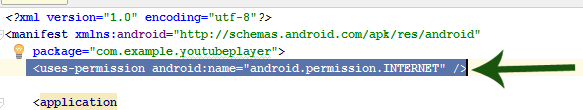 <?xml version="1.0" encoding="utf-8"?>
<manifest xmlns:android="http://schemas.android.com/apk/res/android"
package="com.example.youtubeplayer">
<uses-permission android:name="android.permission.INTERNET" />
<application